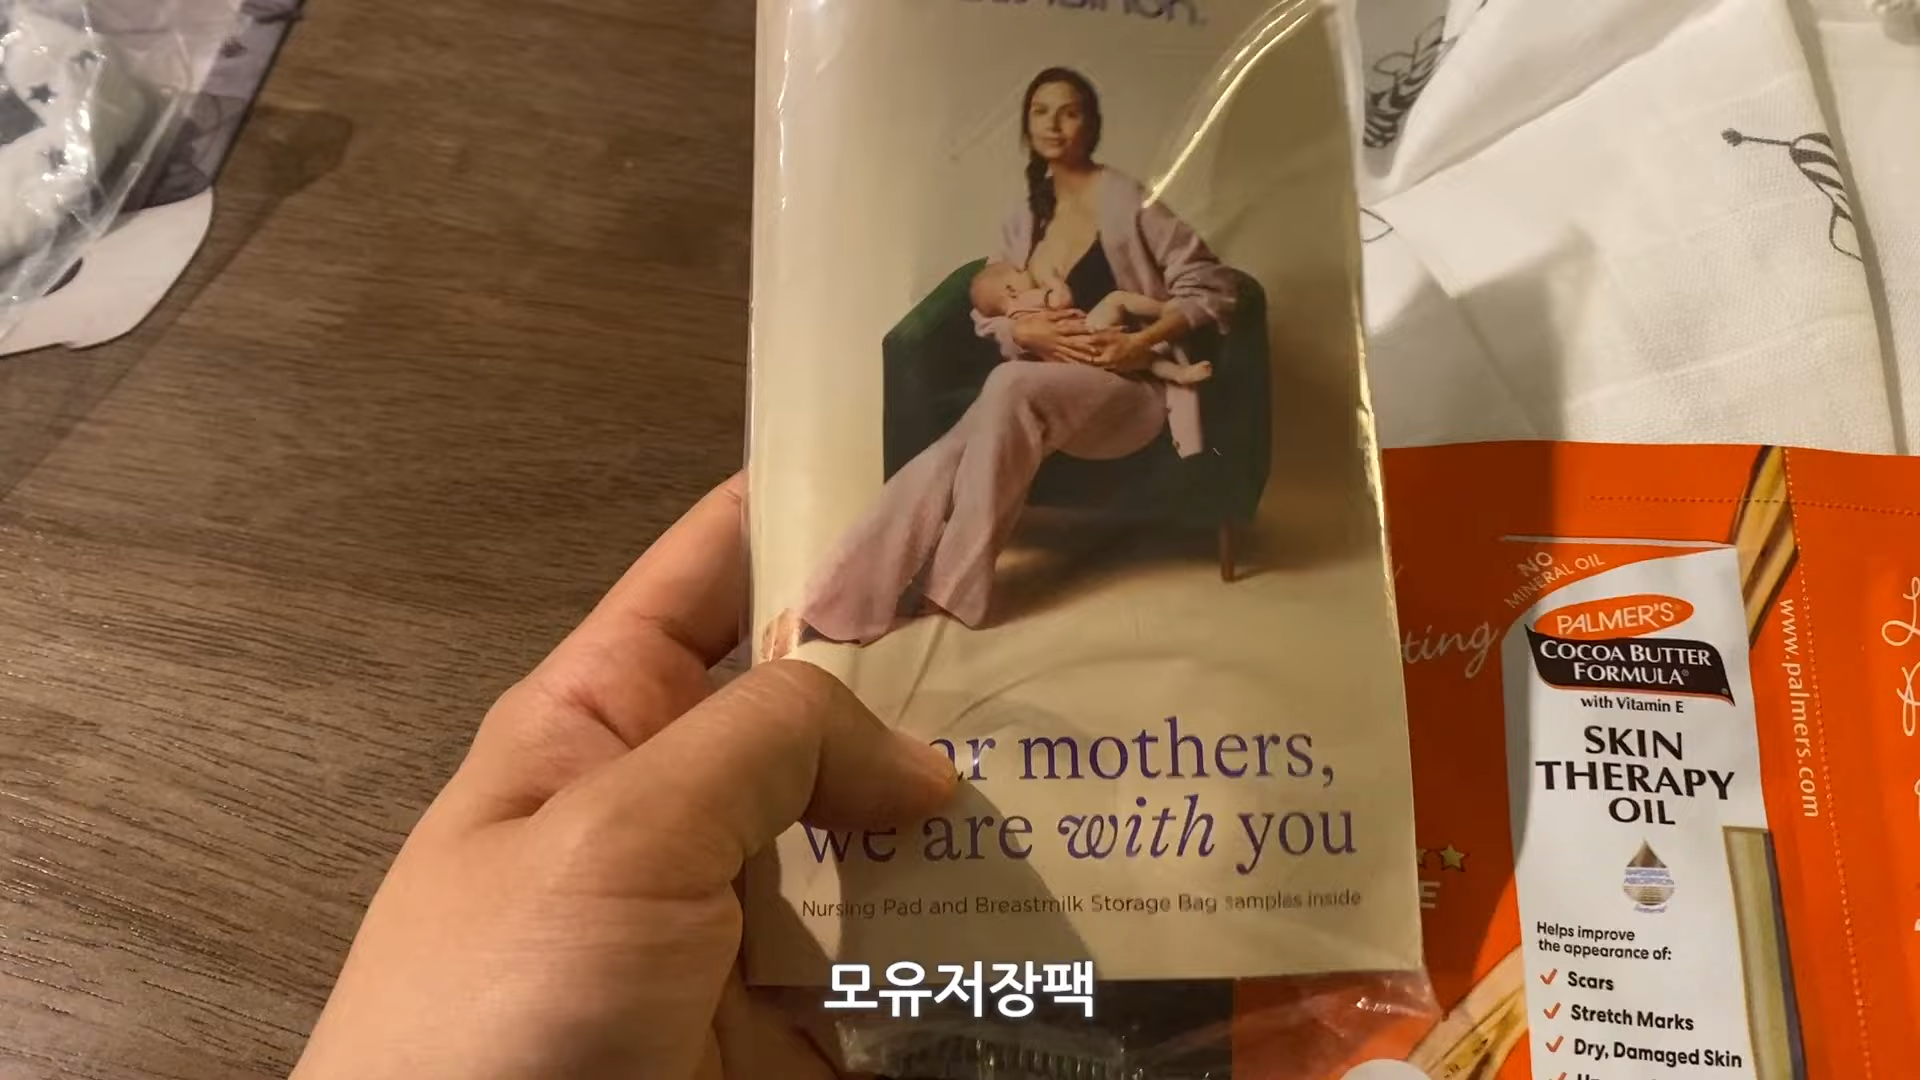 mothers,
we are with you
Nursing Pad and Breastmilk Storage Bag samples inside
모유저장팩
NO
MINERAL OIL
PALMER'S
COCOA BUTTER
FORMULA®
with Vitamin E
SKIN
THERAPY
OIL
Helps improve
the appearance of:
Scars
Stretch Marks
Dry, Damaged Skin
www.palmers.com